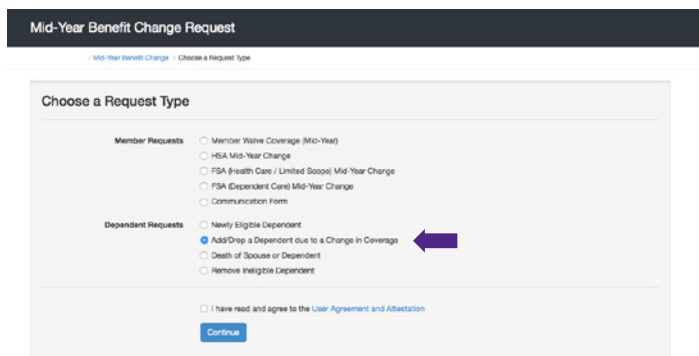 Mid-Year Benefit Change Request
Mid-Year Benefit Change / Choose a Request Type
Choose a Request Type
Member Requests
Member Waive Coverage (Mid-Year)
HSA Mid-Year Change
FSA (Health Care / Limited Scope) Mid-Year Change
FSA (Dependent Care) Mid-Year Change
Communication Form
Dependent Requests
Newly Eligible Dependent
Add/Drop a Dependent due to a Change in Coverage
Death of Spouse or Dependent
Remove Ineligible Dependent
I have read and agree to the User Agreement and Attestation
Continue